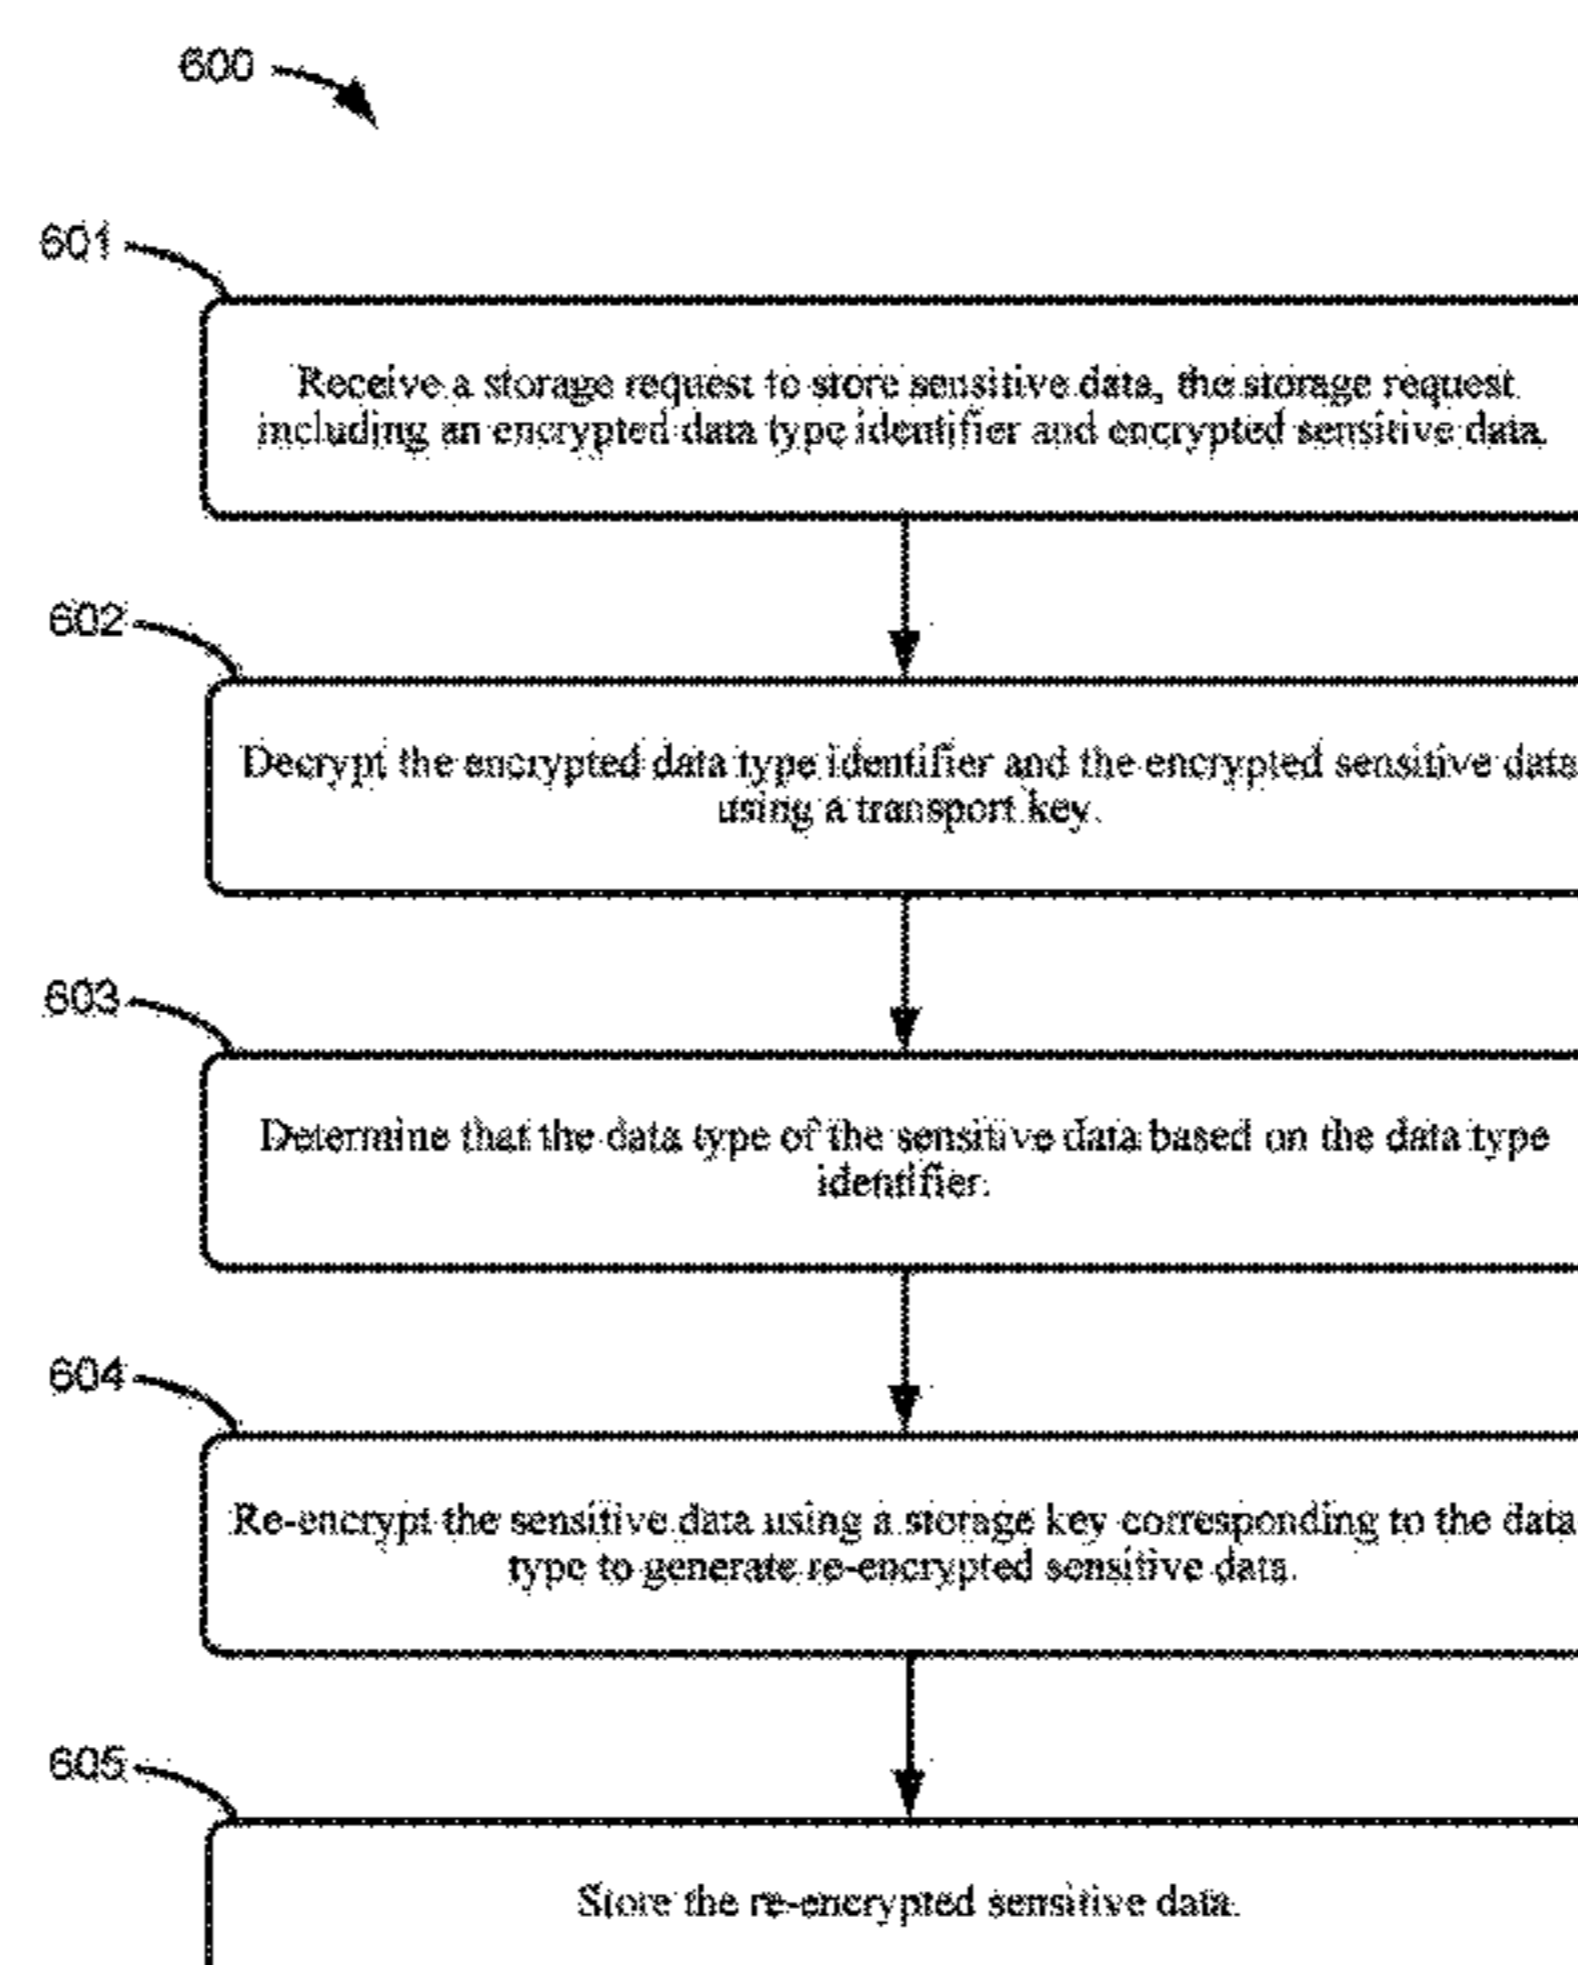 600
601
Receive a storage request to store sensitive data, the storage request
including an encrypted data type identifier and encrypted sensitive data.
602
Decrypt the encrypted data type identifier and the encrypted sensitive data
using a transport key.
603
Determine that the data type of the sensitive data based on the data type
identifier.
604
Re-encrypt the sensitive data using a storage key corresponding to the data
type to generate re-encrypted sensitive data.
605
Store the re-encrypted sensitive data.